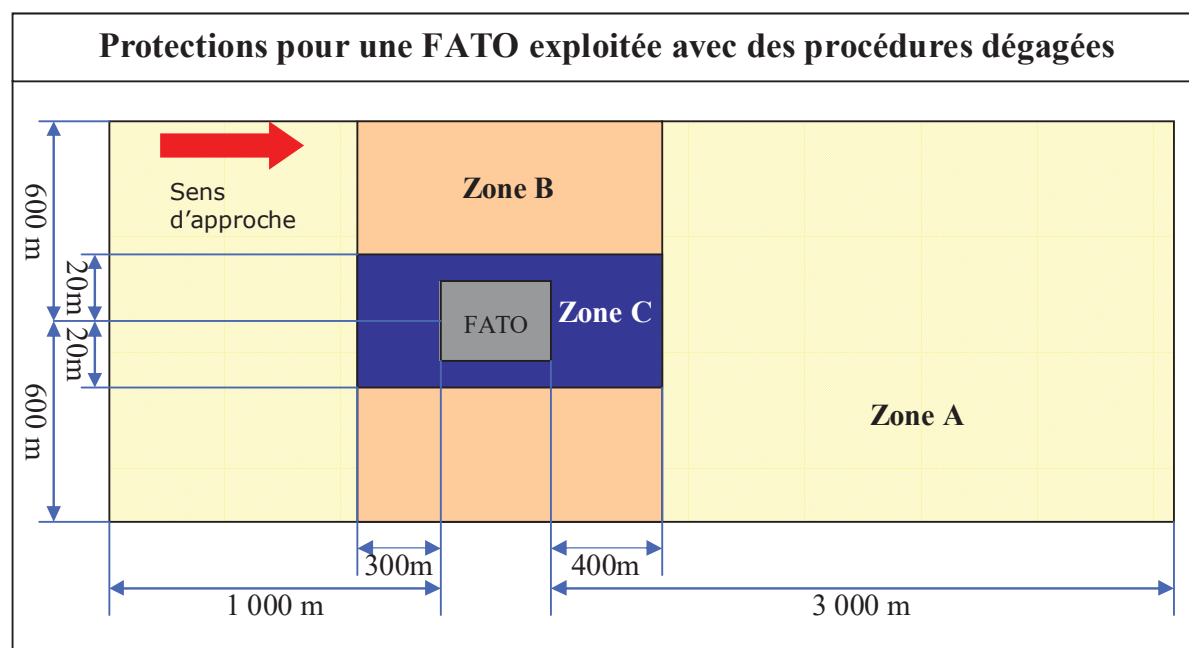 Protections pour une FATO exploitée avec des procédures dégagées
Sens
d'approche
Zone B
600 m
20m
FATO
Zone C
20m
600 m
Zone A
300m
400m
1 000 m
3 000 m